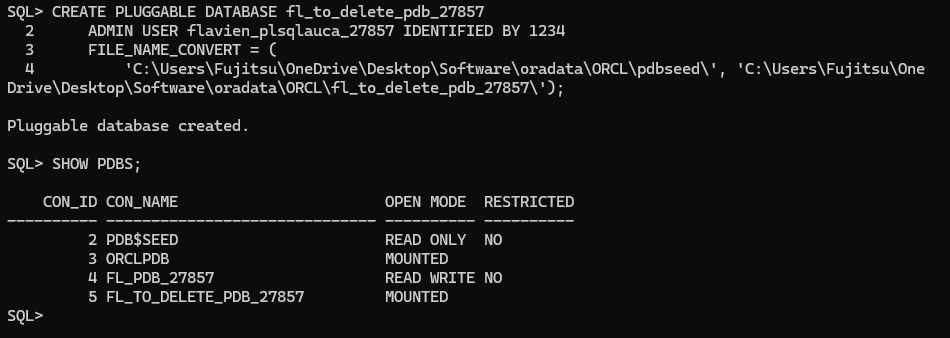 SQL> CREATE PLUGGABLE DATABASE fl_to_delete_pdb_27857
  2      ADMIN USER flavien_plsqlauca_27857 IDENTIFIED BY 1234
  3      FILE_NAME_CONVERT = (
  4          'C:\Users\Fujitsu\OneDrive\Desktop\Software\oradata\ORCL\pdbseed\', 'C:\Users\Fujitsu\One
Drive\Desktop\Software\oradata\ORCL\fl_to_delete_pdb_27857\');

Pluggable database created.

SQL> SHOW PDBS;

    CON_ID CON_NAME                       OPEN MODE  RESTRICTED
---------- ------------------------------ ---------- ----------
         2 PDB$SEED                       READ ONLY  NO
         3 ORCLPDB                        MOUNTED
         4 FL_PDB_27857                   READ WRITE NO
         5 FL_TO_DELETE_PDB_27857         MOUNTED
SQL>